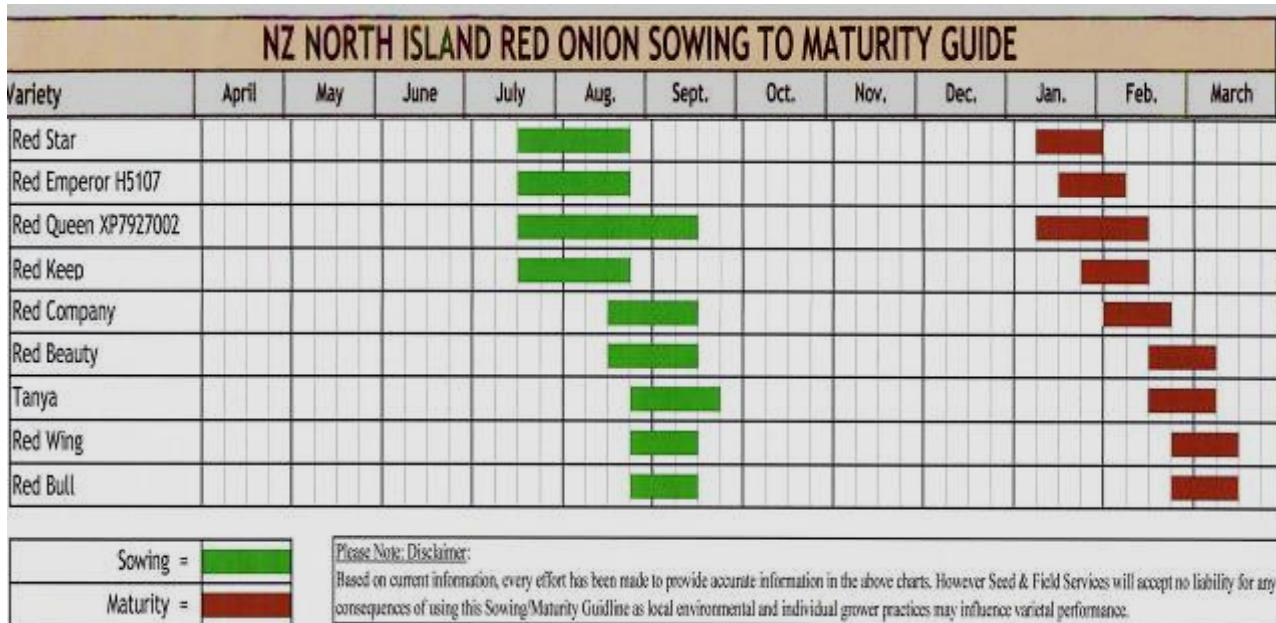 NZ NORTH ISLAND RED ONION SOWING TO MATURITY GUIDE
Variety April May June July Aug. Sept. Oct. Nov. Dec. Jan. Feb. March
Red Star
Red Emperor H5107
Red Queen XP7927002
Red Keep
Red Company
Red Beauty
Tanya
Red Wing
Red Bull
Sowing =
Maturity =
Please Note: Disclaimer:
Based on current information, every effort has been made to provide accurate information in the above charts. However Seed & Field Services will accept no liability for any
consequences of using this Sowing/Maturity Guidline as local environmental and individual grower practices may influence varietal performance.